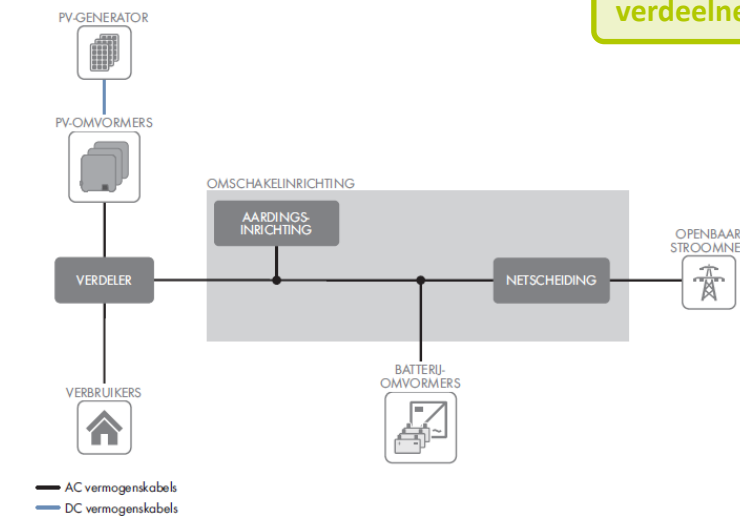 verdeelne
PV-GENERATOR
PV-OMVORMERS
OMSCHAKELINRICHTING
AARDINGS-
INRICHTING
OPENBAAR
STROOMNE
VERDELER
NETSCHEIDING
BATTERIJ-
OMVORMERS
VERBRUIKERS
AC vermogenskabels
DC vermogenskabels